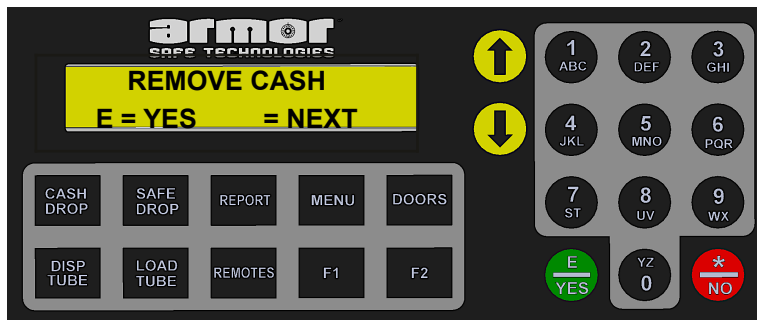 armor
SAFE TECHNOLOGIES
REMOVE CASH
E = YES = NEXT
CASH DROP
SAFE DROP
REPORT
MENU
DOORS
DISP TUBE
LOAD TUBE
REMOTES
F1
F2
1
ABC
2
DEF
3
GHI
4
JKL
5
MNO
6
PQR
7
ST
8
UV
9
WX
E
YES
YZ
0
*
NO